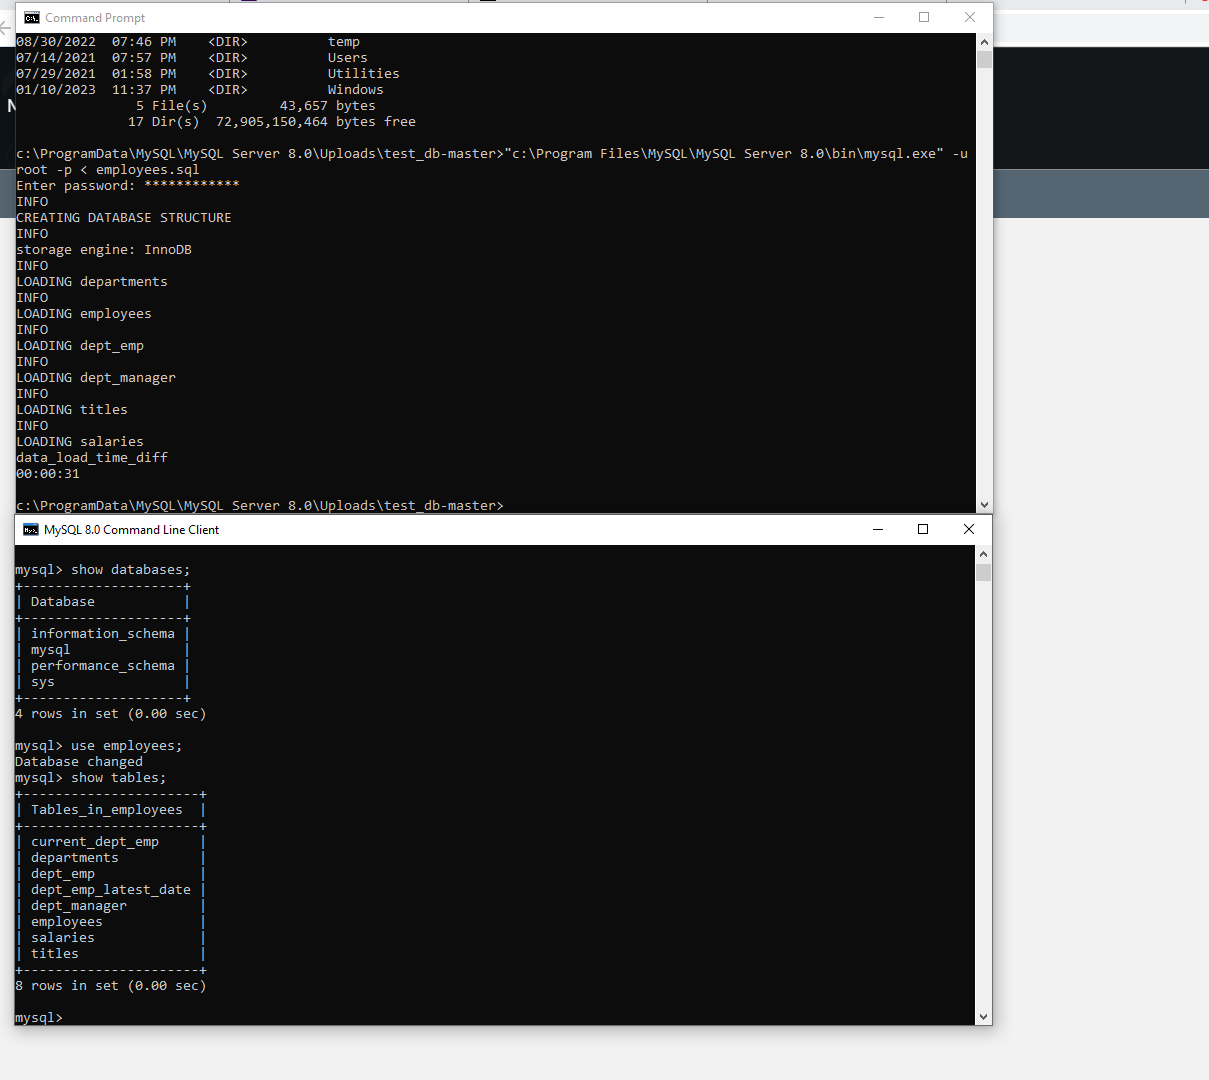 Command Prompt
08/30/2022  07:46 PM    <DIR>          temp
07/14/2021  07:57 PM    <DIR>          Users
07/29/2021  01:58 PM    <DIR>          Utilities
01/10/2023  11:37 PM    <DIR>          Windows
               5 File(s)         43,657 bytes
              17 Dir(s)  72,905,150,464 bytes free
c:\ProgramData\MySQL\MySQL Server 8.0\Uploads\test_db-master>"c:\Program Files\MySQL\MySQL Server 8.0\bin\mysql.exe" -u
root -p < employees.sql
Enter password: ************
INFO
CREATING DATABASE STRUCTURE
INFO
storage engine: InnoDB
INFO
LOADING departments
INFO
LOADING employees
INFO
LOADING dept_emp
INFO
LOADING dept_manager
INFO
LOADING titles
INFO
LOADING salaries
data_load_time_diff
00:00:31
c:\ProgramData\MySQL\MySQL Server 8.0\Uploads\test_db-master>
MySQL 8.0 Command Line Client
mysql> show databases;
+--------------------+
| Database           |
+--------------------+
| information_schema |
| mysql              |
| performance_schema |
| sys                |
+--------------------+
4 rows in set (0.00 sec)
mysql> use employees;
Database changed
mysql> show tables;
+----------------------+
| Tables_in_employees  |
+----------------------+
| current_dept_emp     |
| departments          |
| dept_emp             |
| dept_emp_latest_date |
| dept_manager         |
| employees            |
| salaries             |
| titles               |
+----------------------+
8 rows in set (0.00 sec)
mysql>